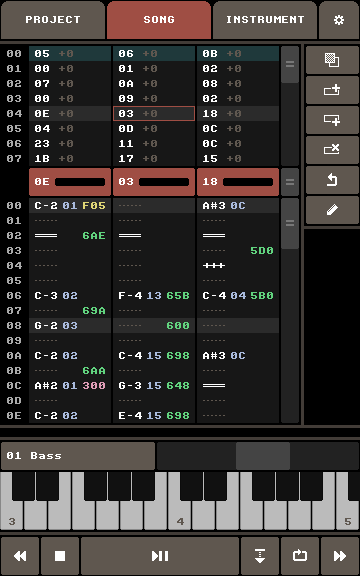 PROJECT SONG INSTRUMENT
00 05 +0 06 +0 0B +0
01 00 +0 01 +0 02 +0
02 07 +0 0A +0 08 +0
03 00 +0 09 +0 02 +0
04 0E +0 03 +0 18 +0
05 04 +0 0D +0 0C +0
06 23 +0 11 +0 0C +0
07 1B +0 17 +0 15 +0
0E 03 18
00 C-2 01 F05 ----- A#3 0C
01 ----- ----- -----
02 6AE
03 ----- ----- 5D0
04 ----- ----- +++
05 ----- ----- -----
06 C-3 02 F-4 13 65B C-4 04 5B0
07 69A ----- -----
08 G-2 03 600 -----
09 ----- ----- -----
0A C-2 02 C-4 15 698 A#3 0C
0B 6AA ----- -----
0C A#2 01 300 G-3 15 648
0D ----- ----- -----
0E C-2 02 E-4 15 698 -----
01 Bass
3 4 5